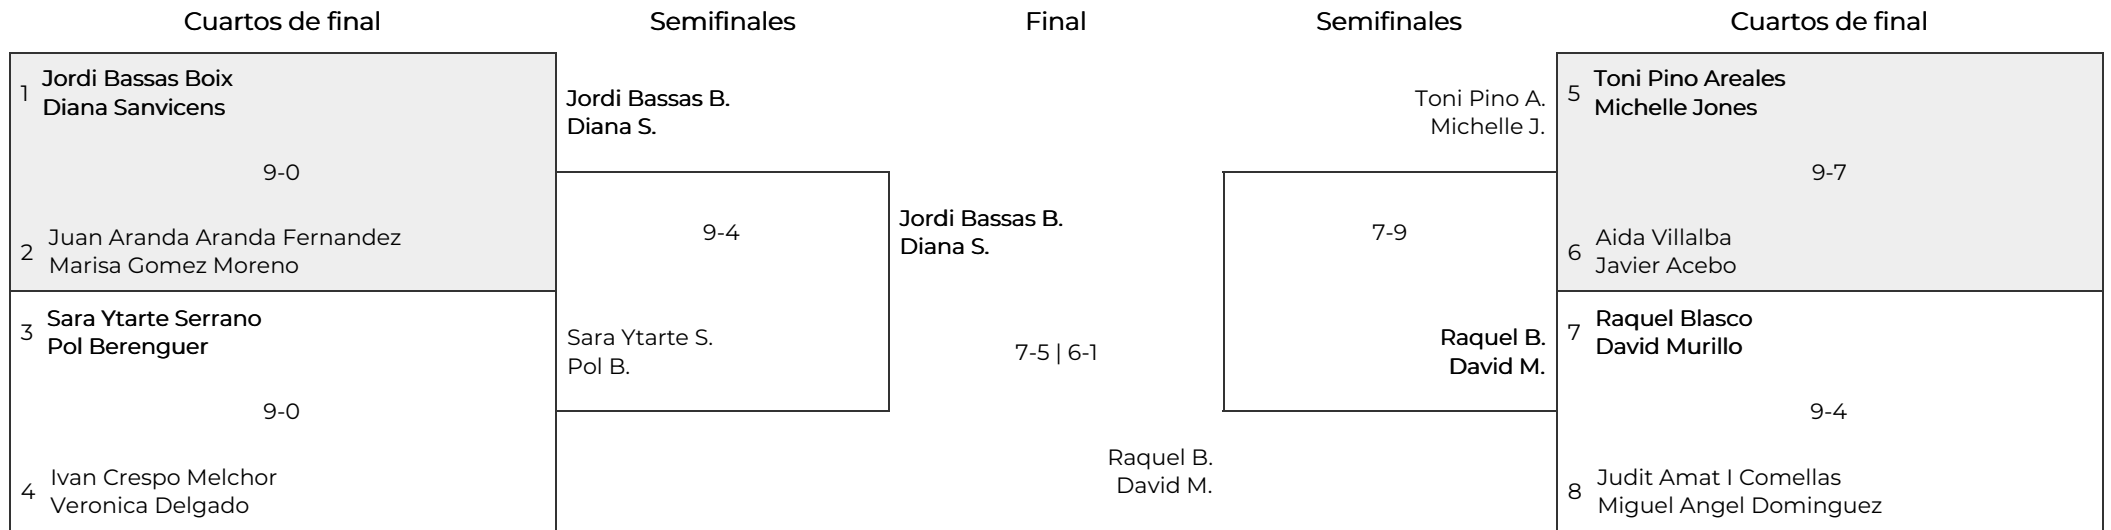 Cuartos de final
Semifinales
Final
Semifinales
Cuartos de final
1
Jordi Bassas Boix
Diana Sanvicens
9-0
2
Juan Aranda Aranda Fernandez
Marisa Gomez Moreno
3
Sara Ytarte Serrano
Pol Berenguer
9-0
4
Ivan Crespo Melchor
Veronica Delgado
Jordi Bassas B.
Diana S.
9-4
Sara Ytarte S.
Pol B.
Jordi Bassas B.
Diana S.
7-5 | 6-1
Raquel B.
David M.
Toni Pino A.
Michelle J.
7-9
Raquel B.
David M.
5
Toni Pino Areales
Michelle Jones
9-7
6
Aida Villalba
Javier Acebo
7
Raquel Blasco
David Murillo
9-4
8
Judit Amat I Comellas
Miguel Angel Dominguez